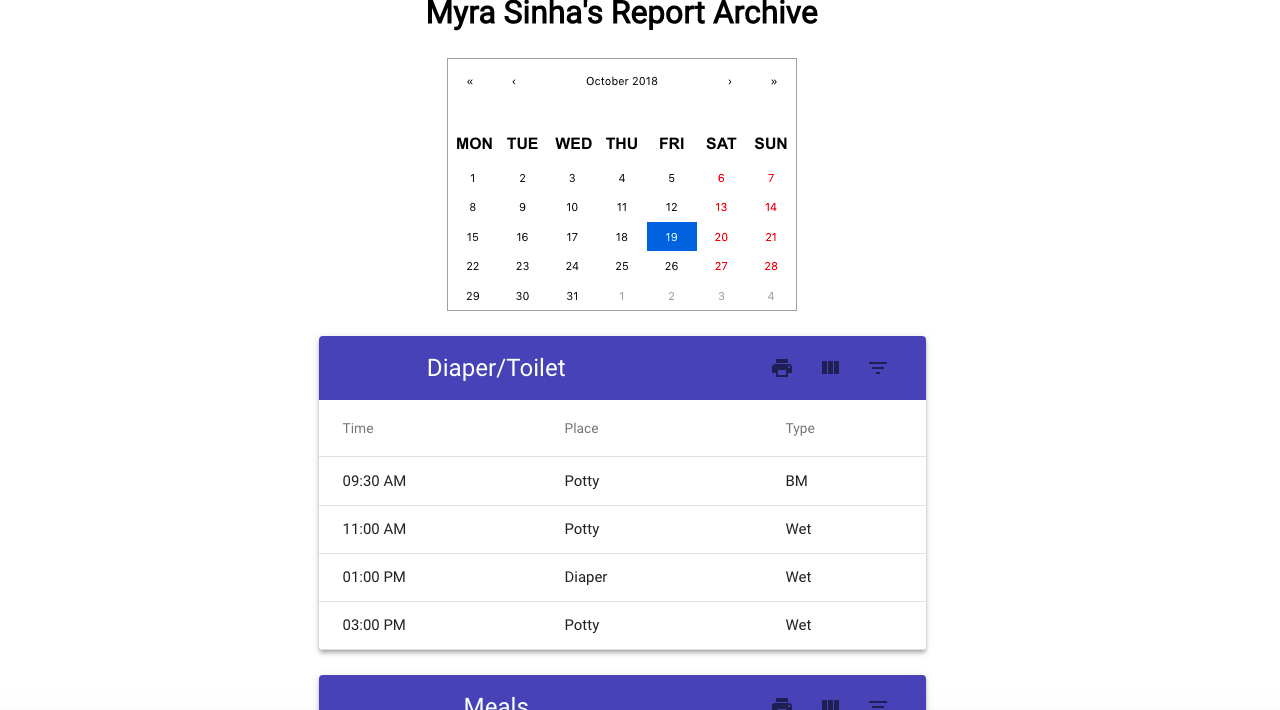 Myra Sinha's Report Archive
« ‹ October 2018 › »
MON TUE WED THU FRI SAT SUN
1 2 3 4 5 6 7
8 9 10 11 12 13 14
15 16 17 18 19 20 21
22 23 24 25 26 27 28
29 30 31 1 2 3 4
Diaper/Toilet
Time Place Type
09:30 AM Potty BM
11:00 AM Potty Wet
01:00 PM Diaper Wet
03:00 PM Potty Wet
Meals